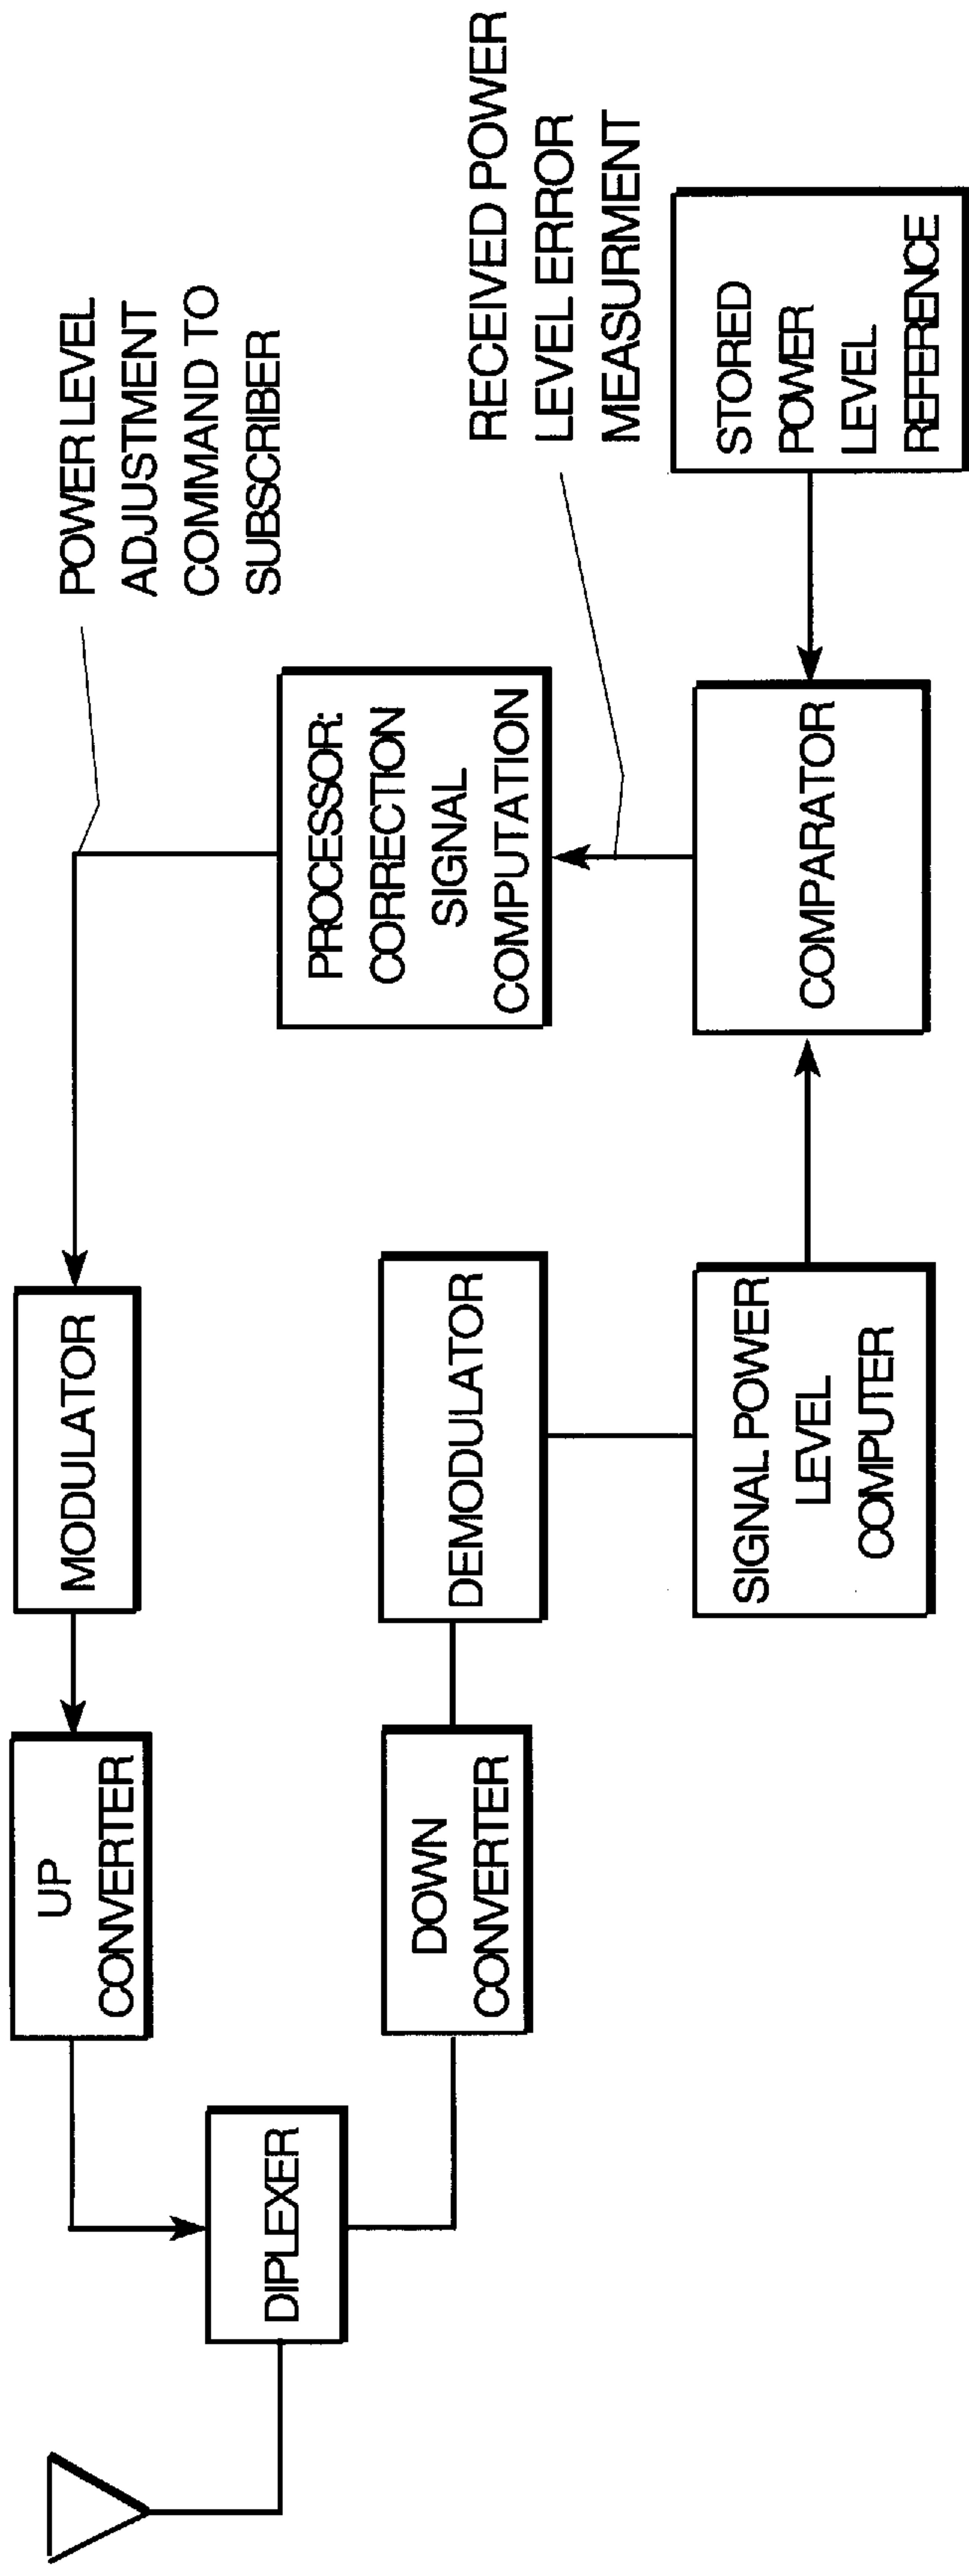 POWER LEVEL
ADJUSTMENT
COMMAND TO
SUBSCRIBER
UP
CONVERTER
MODULATOR
PROCESSOR:
CORRECTION
SIGNAL
COMPUTATION
RECEIVED POWER
LEVEL ERROR
MEASURMENT
DIPLEXER
DOWN
CONVERTER
DEMODULATOR
SIGNAL POWER
LEVEL
COMPUTER
COMPARATOR
STORED
POWER
LEVEL
REFERENCE